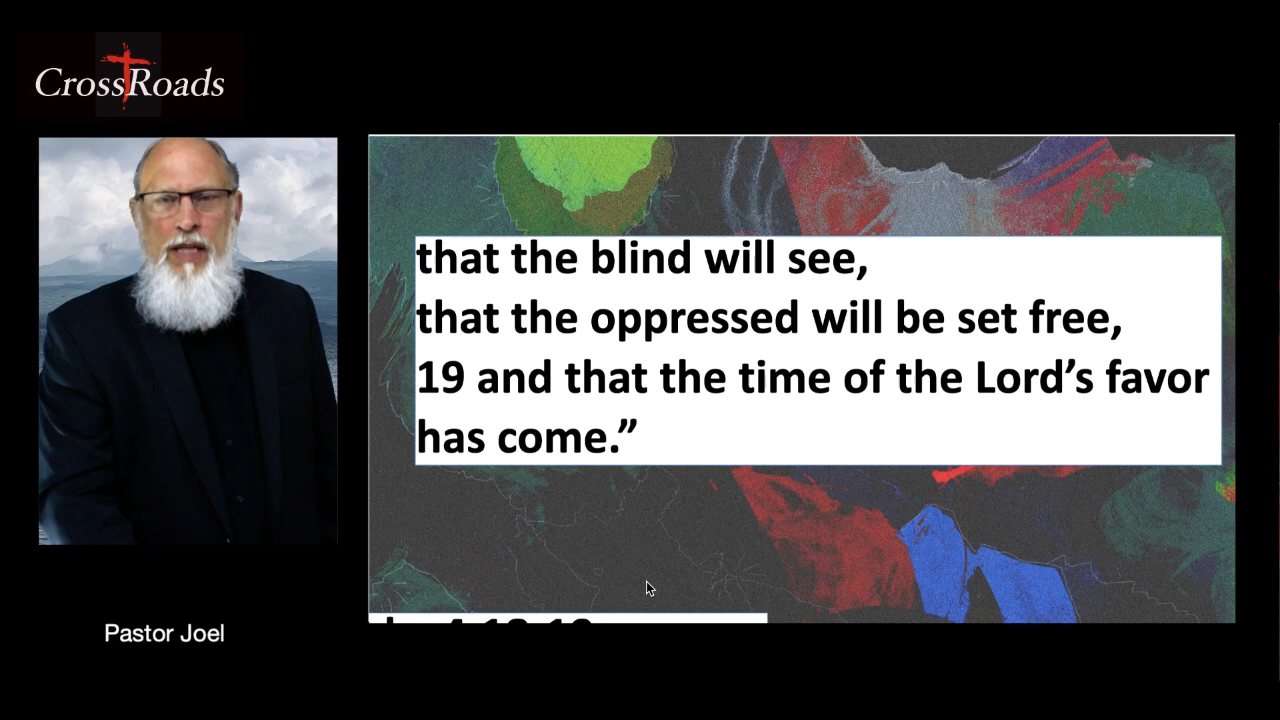 CrossRoads
that the blind will see,
that the oppressed will be set free,
19 and that the time of the Lord’s favor
has come.”
Pastor Joel